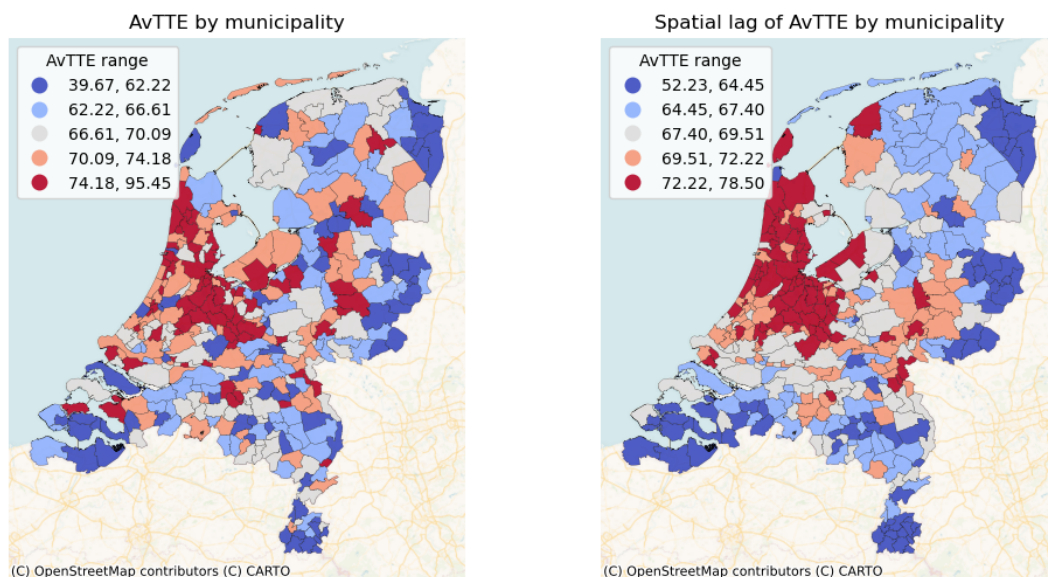 AvTTE by municipality
AvTTE range
39.67, 62.22
62.22, 66.61
66.61, 70.09
70.09, 74.18
74.18, 95.45
(C) OpenStreetMap contributors (C) CARTO
Spatial lag of AvTTE by municipality
AvTTE range
52.23, 64.45
64.45, 67.40
67.40, 69.51
69.51, 72.22
72.22, 78.50
(C) OpenStreetMap contributors (C) CARTO